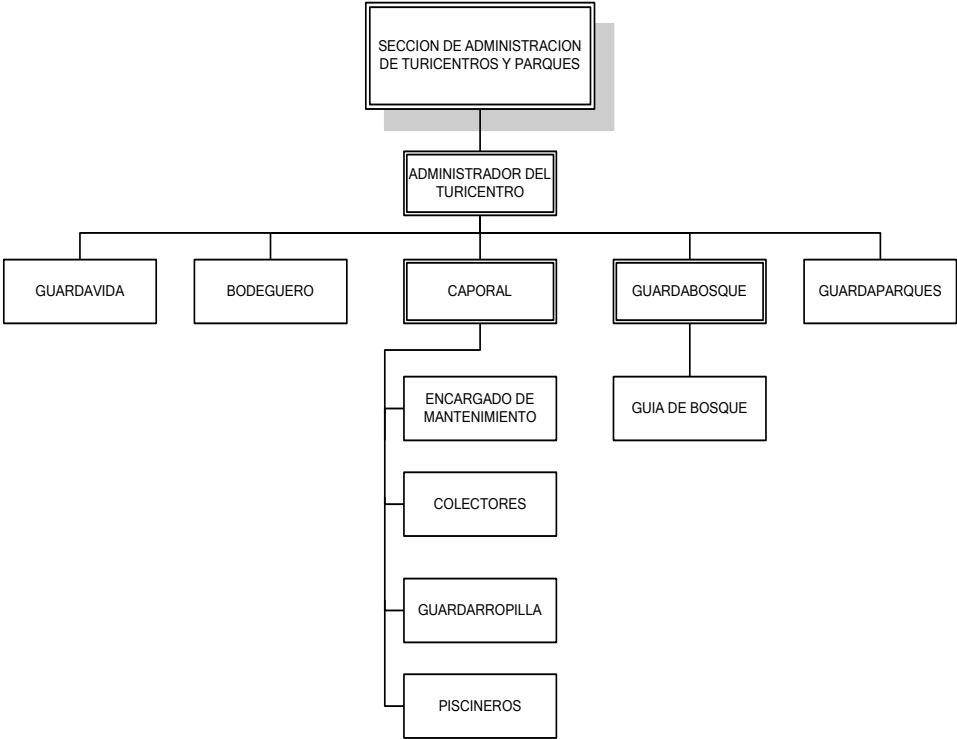 SECCION DE ADMINISTRACION
DE TURICENTROS Y PARQUES
ADMINISTRADOR DEL
TURICENTRO
GUARDAVIDA
BODEGUERO
CAPORAL
GUARDABOSQUE
GUARDAPARQUES
ENCARGADO DE
MANTENIMIENTO
GUIA DE BOSQUE
COLECTORES
GUARDARROPILLA
PISCINEROS